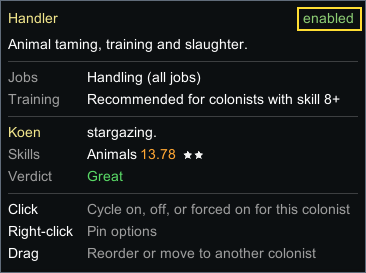 Handler enabled
Animal taming, training and slaughter.
Jobs Handling (all jobs)
Training Recommended for colonists with skill 8+
Koen stargazing.
Skills Animals 13.78 ★★
Verdict Great
Click Cycle on, off, or forced on for this colonist
Right-click Pin options
Drag Reorder or move to another colonist